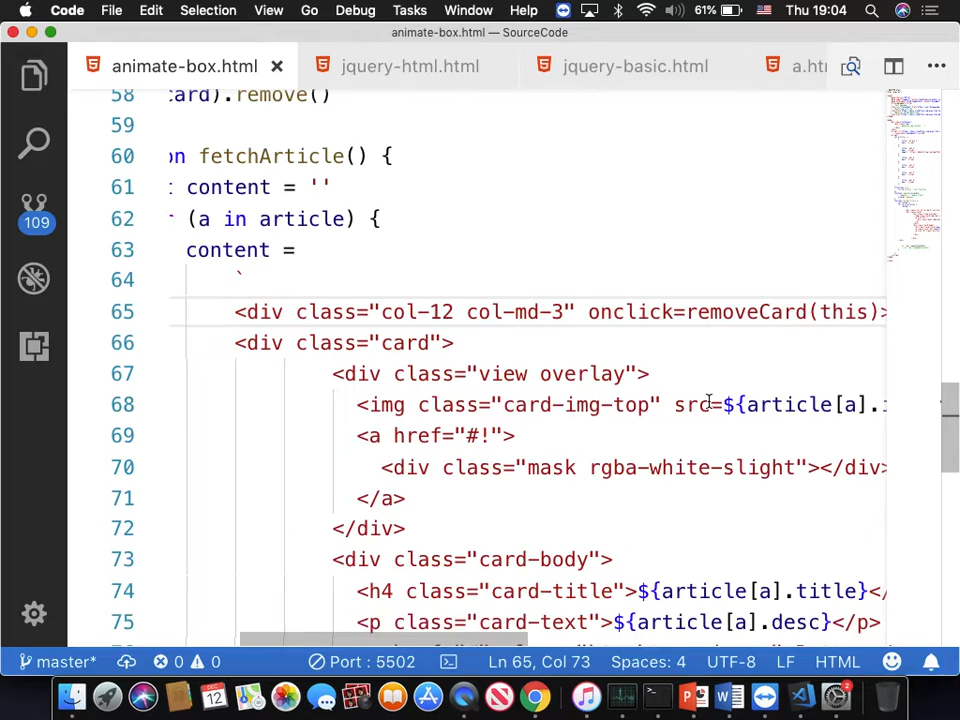 Code File Edit Selection View Go Debug Tasks Window Help 61% Thu 19:04
animate-box.html — SourceCode
animate-box.html jquery-html.html jquery-basic.html
58 card).remove()
59
60 on fetchArticle() {
61 t content = ''
62 (a in article) {
63 content =
64 `
65 <div class="col-12 col-md-3" onclick=removeCard(this)>
66 <div class="card">
67 <div class="view overlay">
68 <img class="card-img-top" src=${article[a].
69 <a href="#!">
70 <div class="mask rgba-white-slight"></div>
71 </a>
72 </div>
73 <div class="card-body">
74 <h4 class="card-title">${article[a].title}</
75 <p class="card-text">${article[a].desc}</p>
109
master* 0 0 Port : 5502 Ln 65, Col 73 Spaces: 4 UTF-8 LF HTML
DEC
12
2